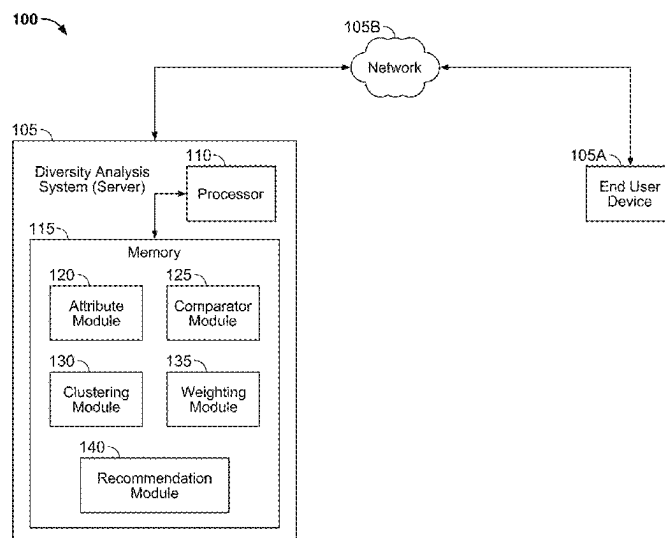 100
105B
Network
105
Diversity Analysis
System (Server)
110
Processor
105A
End User
Device
115
Memory
120
Attribute
Module
125
Comparator
Module
130
Clustering
Module
135
Weighting
Module
140
Recommendation
Module